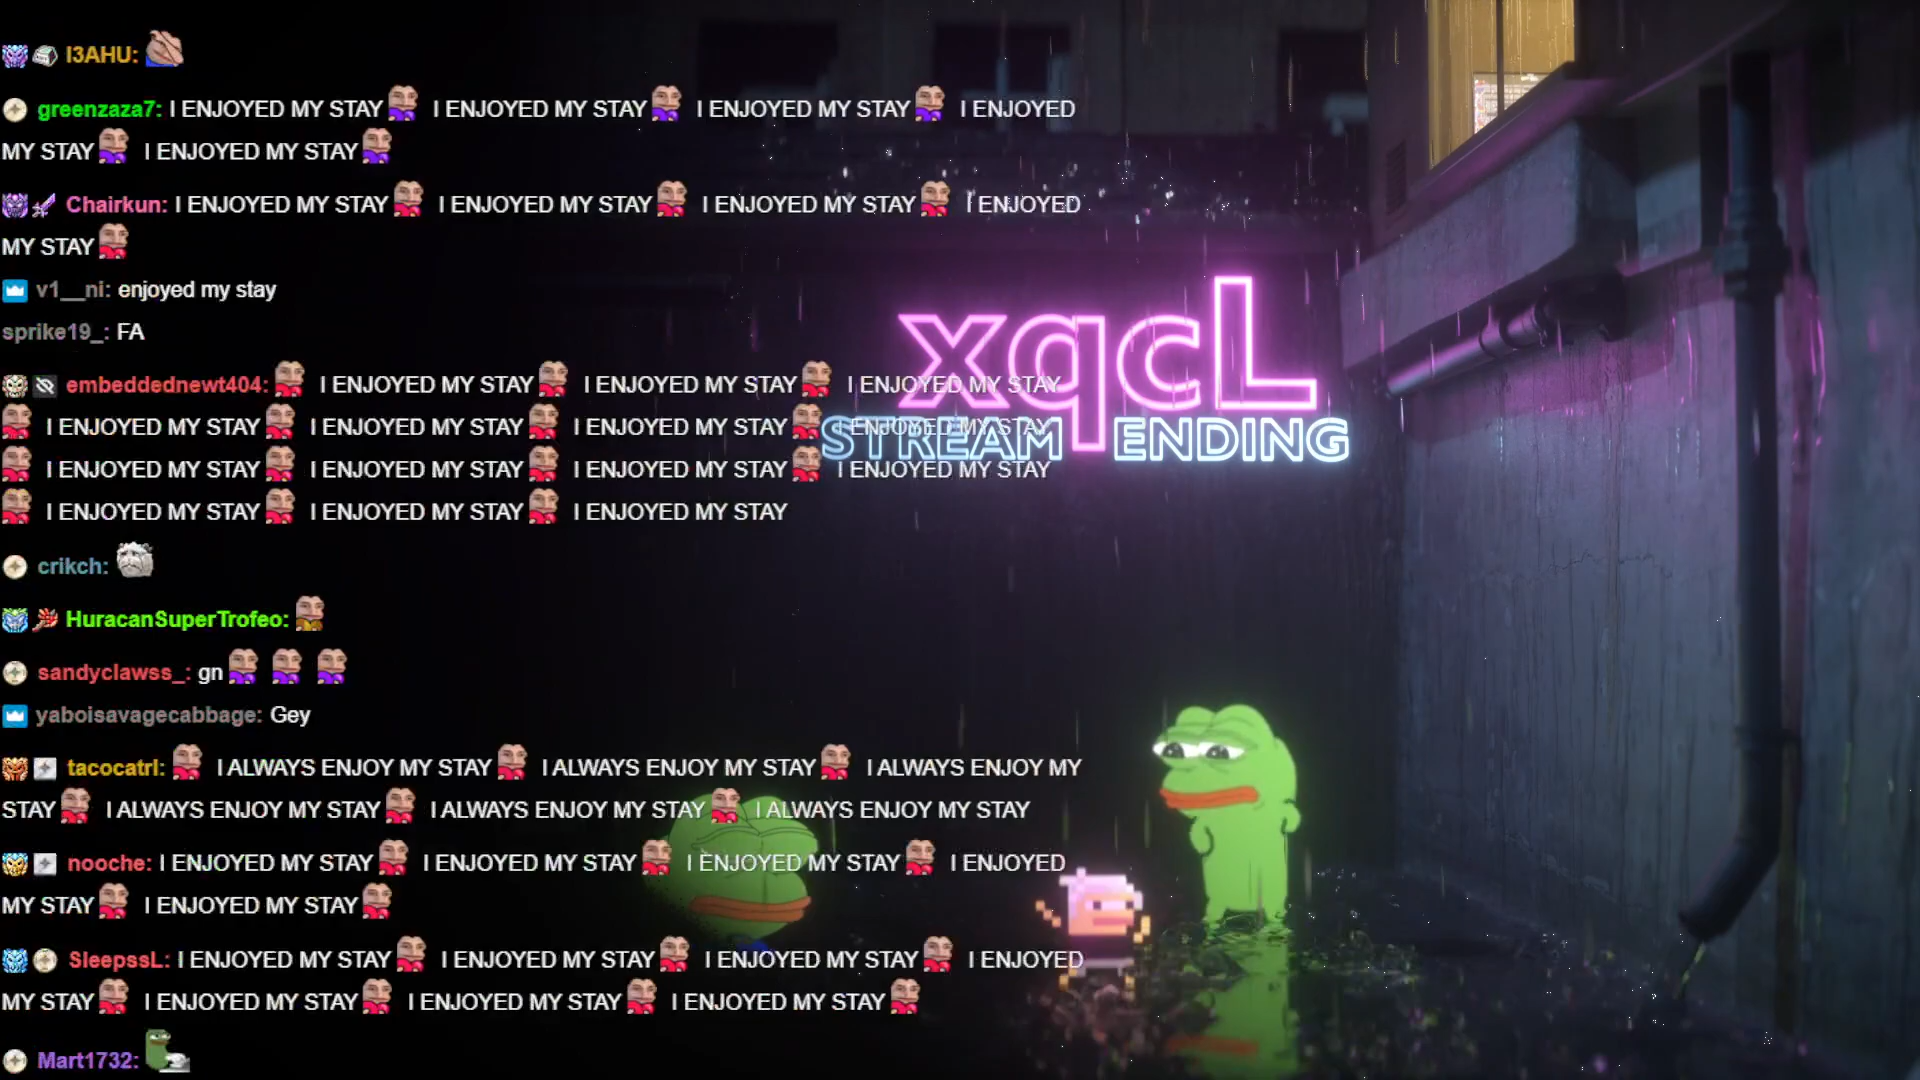 I3AHU:
greenzaza7: I ENJOYED MY STAY I ENJOYED MY STAY I ENJOYED MY STAY I ENJOYED
MY STAY I ENJOYED MY STAY
Chairkun: I ENJOYED MY STAY I ENJOYED MY STAY I ENJOYED MY STAY I ENJOYED
MY STAY
v1__ni: enjoyed my stay
sprike19_: FA
xqcL
embeddednewt404: I ENJOYED MY STAY I ENJOYED MY STAY I ENJOYED MY STAY
I ENJOYED MY STAY I ENJOYED MY STAY I ENJOYED MY STAY I ENJOYED MY STAY
STREAM ENDING
I ENJOYED MY STAY I ENJOYED MY STAY I ENJOYED MY STAY I ENJOYED MY STAY
I ENJOYED MY STAY I ENJOYED MY STAY I ENJOYED MY STAY
crikch:
HuracanSuperTrofeo:
sandyclawss_: gn
yaboisavagecabbage: Gey
tacocatrl: I ALWAYS ENJOY MY STAY I ALWAYS ENJOY MY STAY I ALWAYS ENJOY MY
STAY I ALWAYS ENJOY MY STAY I ALWAYS ENJOY MY STAY I ALWAYS ENJOY MY STAY
nooche: I ENJOYED MY STAY I ENJOYED MY STAY I ENJOYED MY STAY I ENJOYED
MY STAY I ENJOYED MY STAY
SleepssL: I ENJOYED MY STAY I ENJOYED MY STAY I ENJOYED MY STAY I ENJOYED
MY STAY I ENJOYED MY STAY I ENJOYED MY STAY I ENJOYED MY STAY
Mart1732: